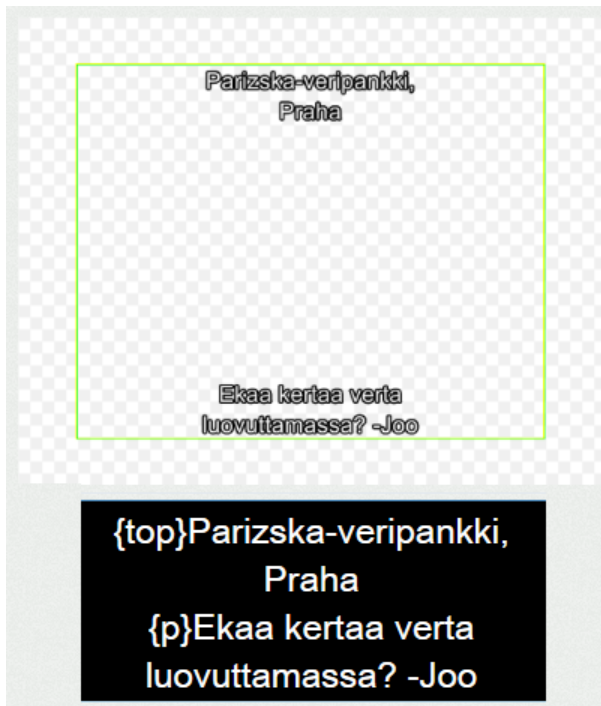 Parizska-veripankki,
Praha
Ekaa kertaa verta
luovuttamassa? -Joo
{top}Parizska-veripankki,
Praha
{p}Ekaa kertaa verta
luovuttamassa? -Joo